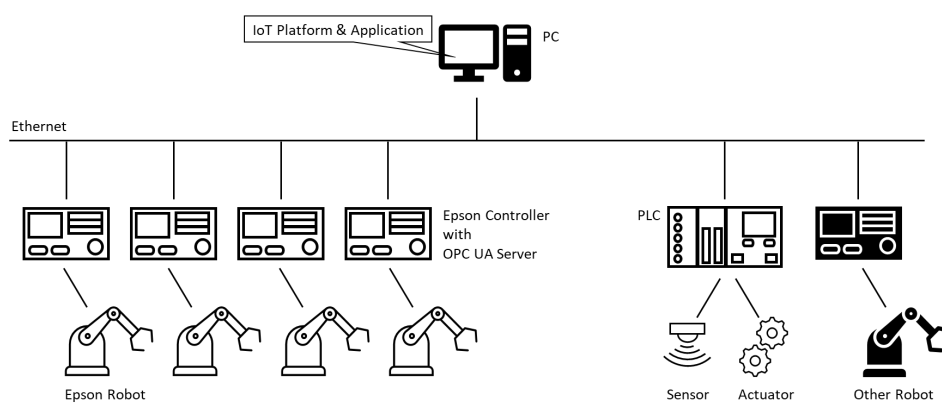 IoT Platform & Application
PC
Ethernet
Epson Controller
with
OPC UA Server
PLC
Epson Robot
Sensor
Actuator
Other Robot